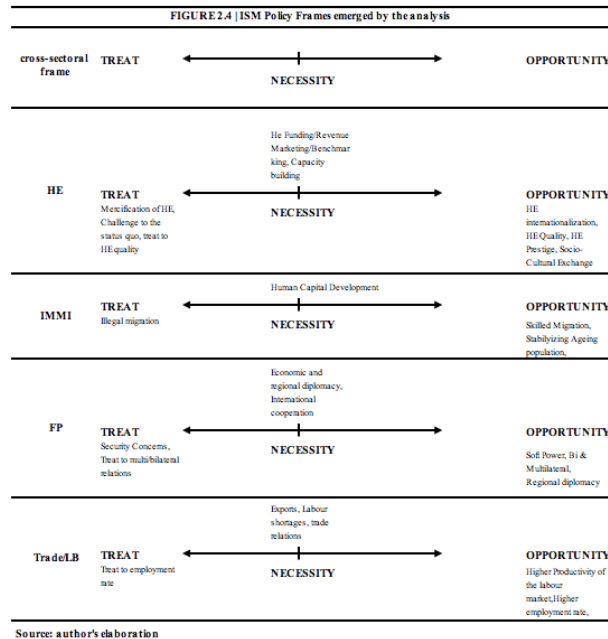 FIGURE 2.4 | ISM Policy Frames emerged by the analysis
cross-sectoral
frame
TREAT
NECESSITY
OPPORTUNITY
HE
He Funding/Revenue
Marketing/Benchmar
king, Capacity
building
TREAT
Mercification of HE,
Challenge to the
status quo, treat to
HE quality
NECESSITY
OPPORTUNITY
HE
internationalization,
HE Quality, HE
Prestige, Socio-
Cultural Exchange
IMMI
Human Capital Development
TREAT
Illegal migration
NECESSITY
OPPORTUNITY
Skilled Migration,
Stabilyizing Ageing
population,
FP
Economic and
regional diplomacy,
International
cooperation
TREAT
Security Concerns,
Treat to multi/bilateral
relations
NECESSITY
OPPORTUNITY
Soft Power, Bi &
Multilateral,
Regional diplomacy
Trade/LB
Exports, Labour
shortages, trade
relations
TREAT
Treat to employment
rate
NECESSITY
OPPORTUNITY
Higher Productivity of
the labour
market,Higher
employment rate,
Source: author's elaboration